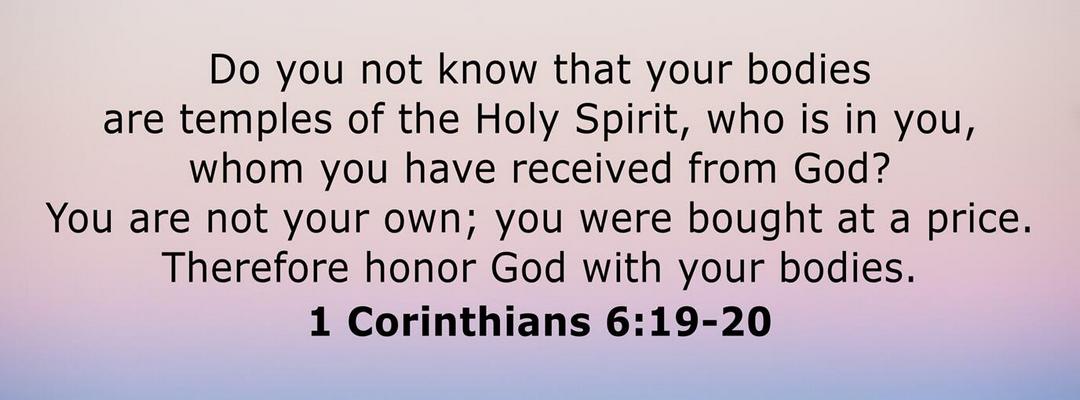 Do you not know that your bodies
are temples of the Holy Spirit, who is in you,
whom you have received from God?
You are not your own; you were bought at a price.
Therefore honor God with your bodies.
1 Corinthians 6:19-20